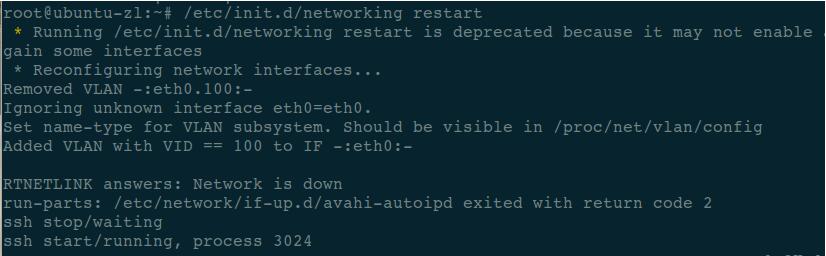 root@ubuntu-zl:~# /etc/init.d/networking restart
 * Running /etc/init.d/networking restart is deprecated because it may not enable
gain some interfaces
 * Reconfiguring network interfaces...
Removed VLAN -:eth0.100:-
Ignoring unknown interface eth0=eth0.
Set name-type for VLAN subsystem. Should be visible in /proc/net/vlan/config
Added VLAN with VID == 100 to IF -:eth0:-
RTNETLINK answers: Network is down
run-parts: /etc/network/if-up.d/avahi-autoipd exited with return code 2
ssh stop/waiting
ssh start/running, process 3024